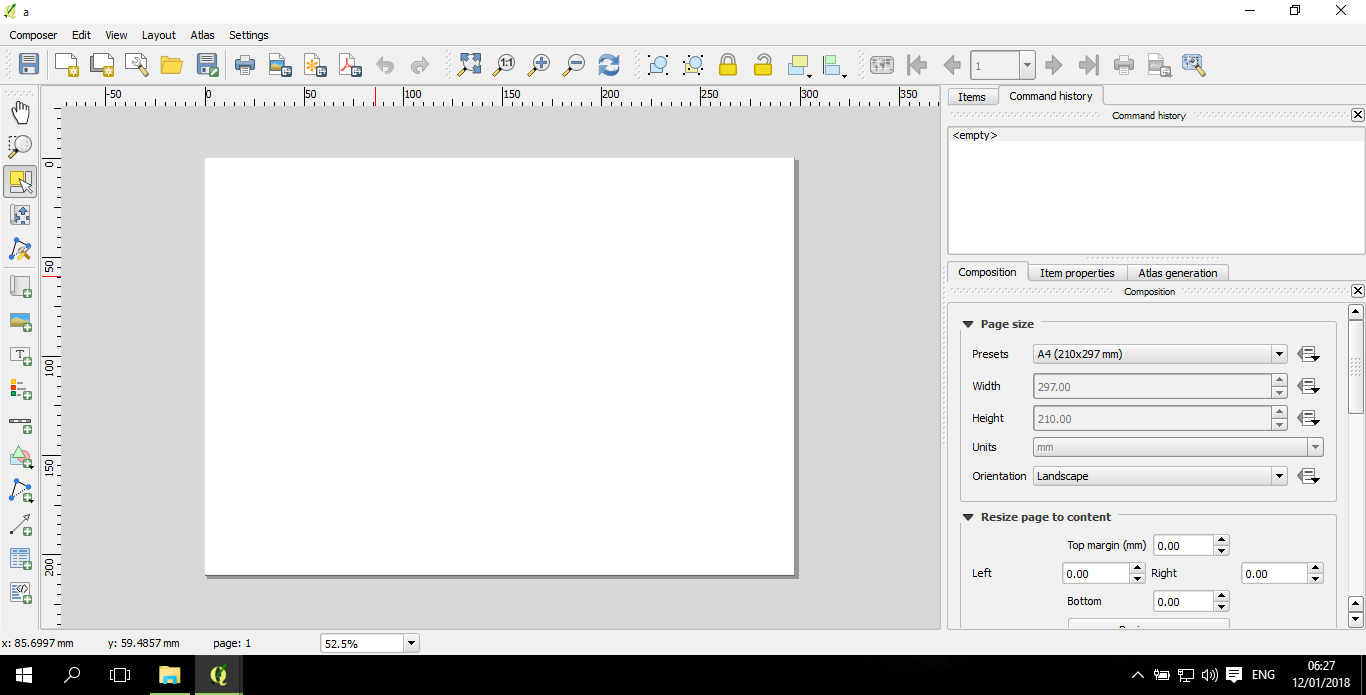 a
Composer Edit View Layout Atlas Settings
1:1
1
-50 0 50 100 150 200 250 300 350
Items Command history
Command history
<empty>
0
50
100
150
200
T
Composition Item properties Atlas generation
Composition
Page size
Presets A4 (210x297 mm)
Width 297.00
Height 210.00
Units mm
Orientation Landscape
Resize page to content
Top margin (mm) 0.00
Left 0.00 Right 0.00
Bottom 0.00
x: 85.6997 mm y: 59.4857 mm page: 1 52.5%
ENG
06:27
12/01/2018